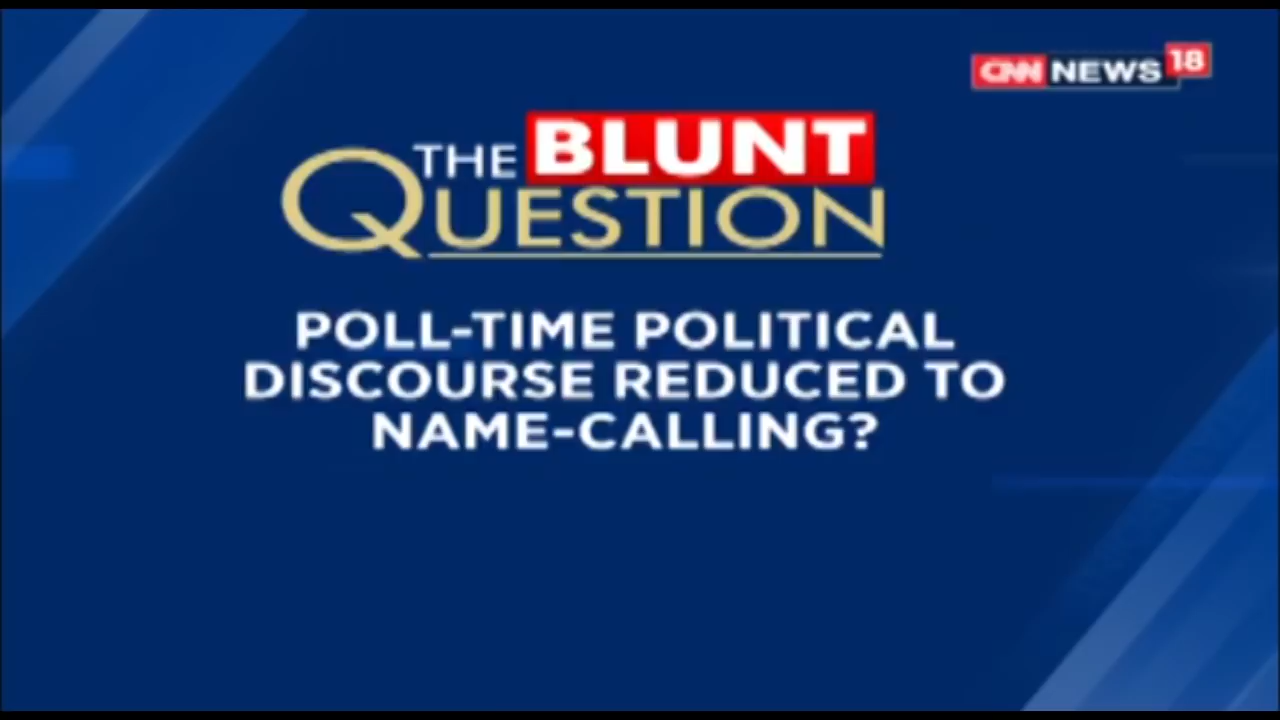 CNN NEWS 18
THE BLUNT
QUESTION
POLL-TIME POLITICAL
DISCOURSE REDUCED TO
NAME-CALLING?